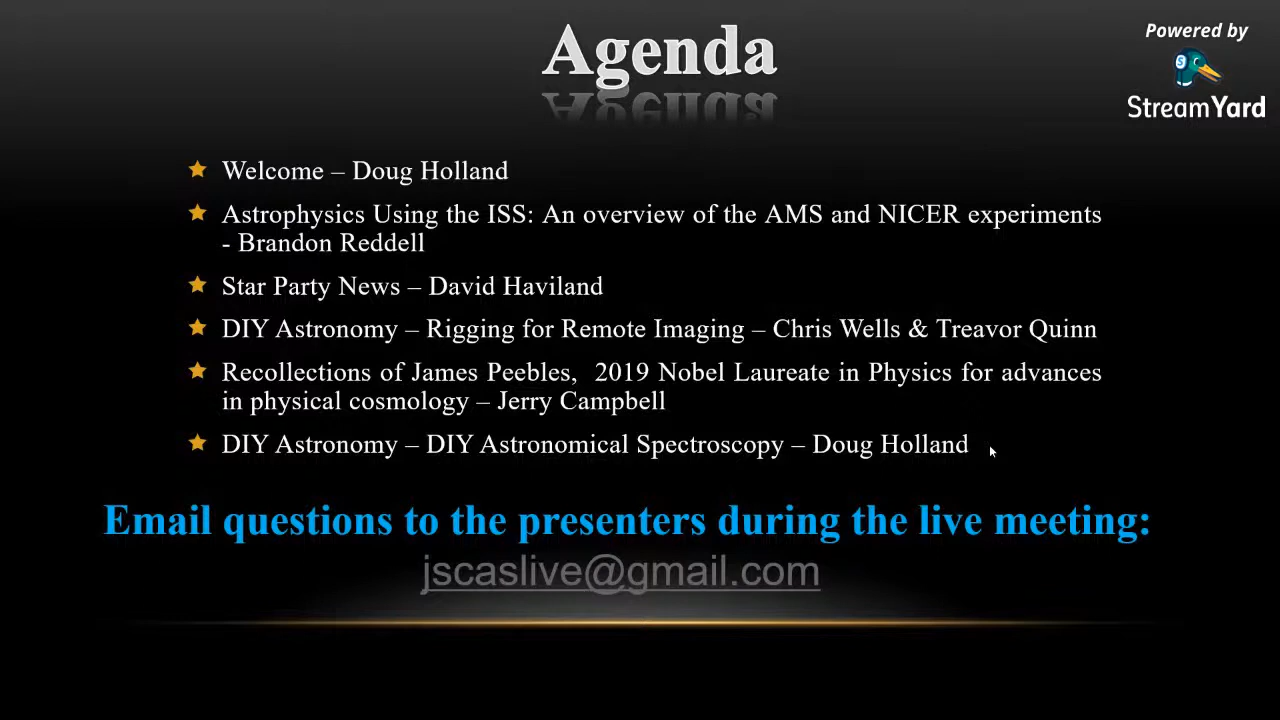 Agenda
Powered by
StreamYard
Welcome – Doug Holland
Astrophysics Using the ISS: An overview of the AMS and NICER experiments
- Brandon Reddell
Star Party News – David Haviland
DIY Astronomy – Rigging for Remote Imaging – Chris Wells & Treavor Quinn
Recollections of James Peebles,  2019 Nobel Laureate in Physics for advances
in physical cosmology – Jerry Campbell
DIY Astronomy – DIY Astronomical Spectroscopy – Doug Holland
Email questions to the presenters during the live meeting:
jscaslive@gmail.com